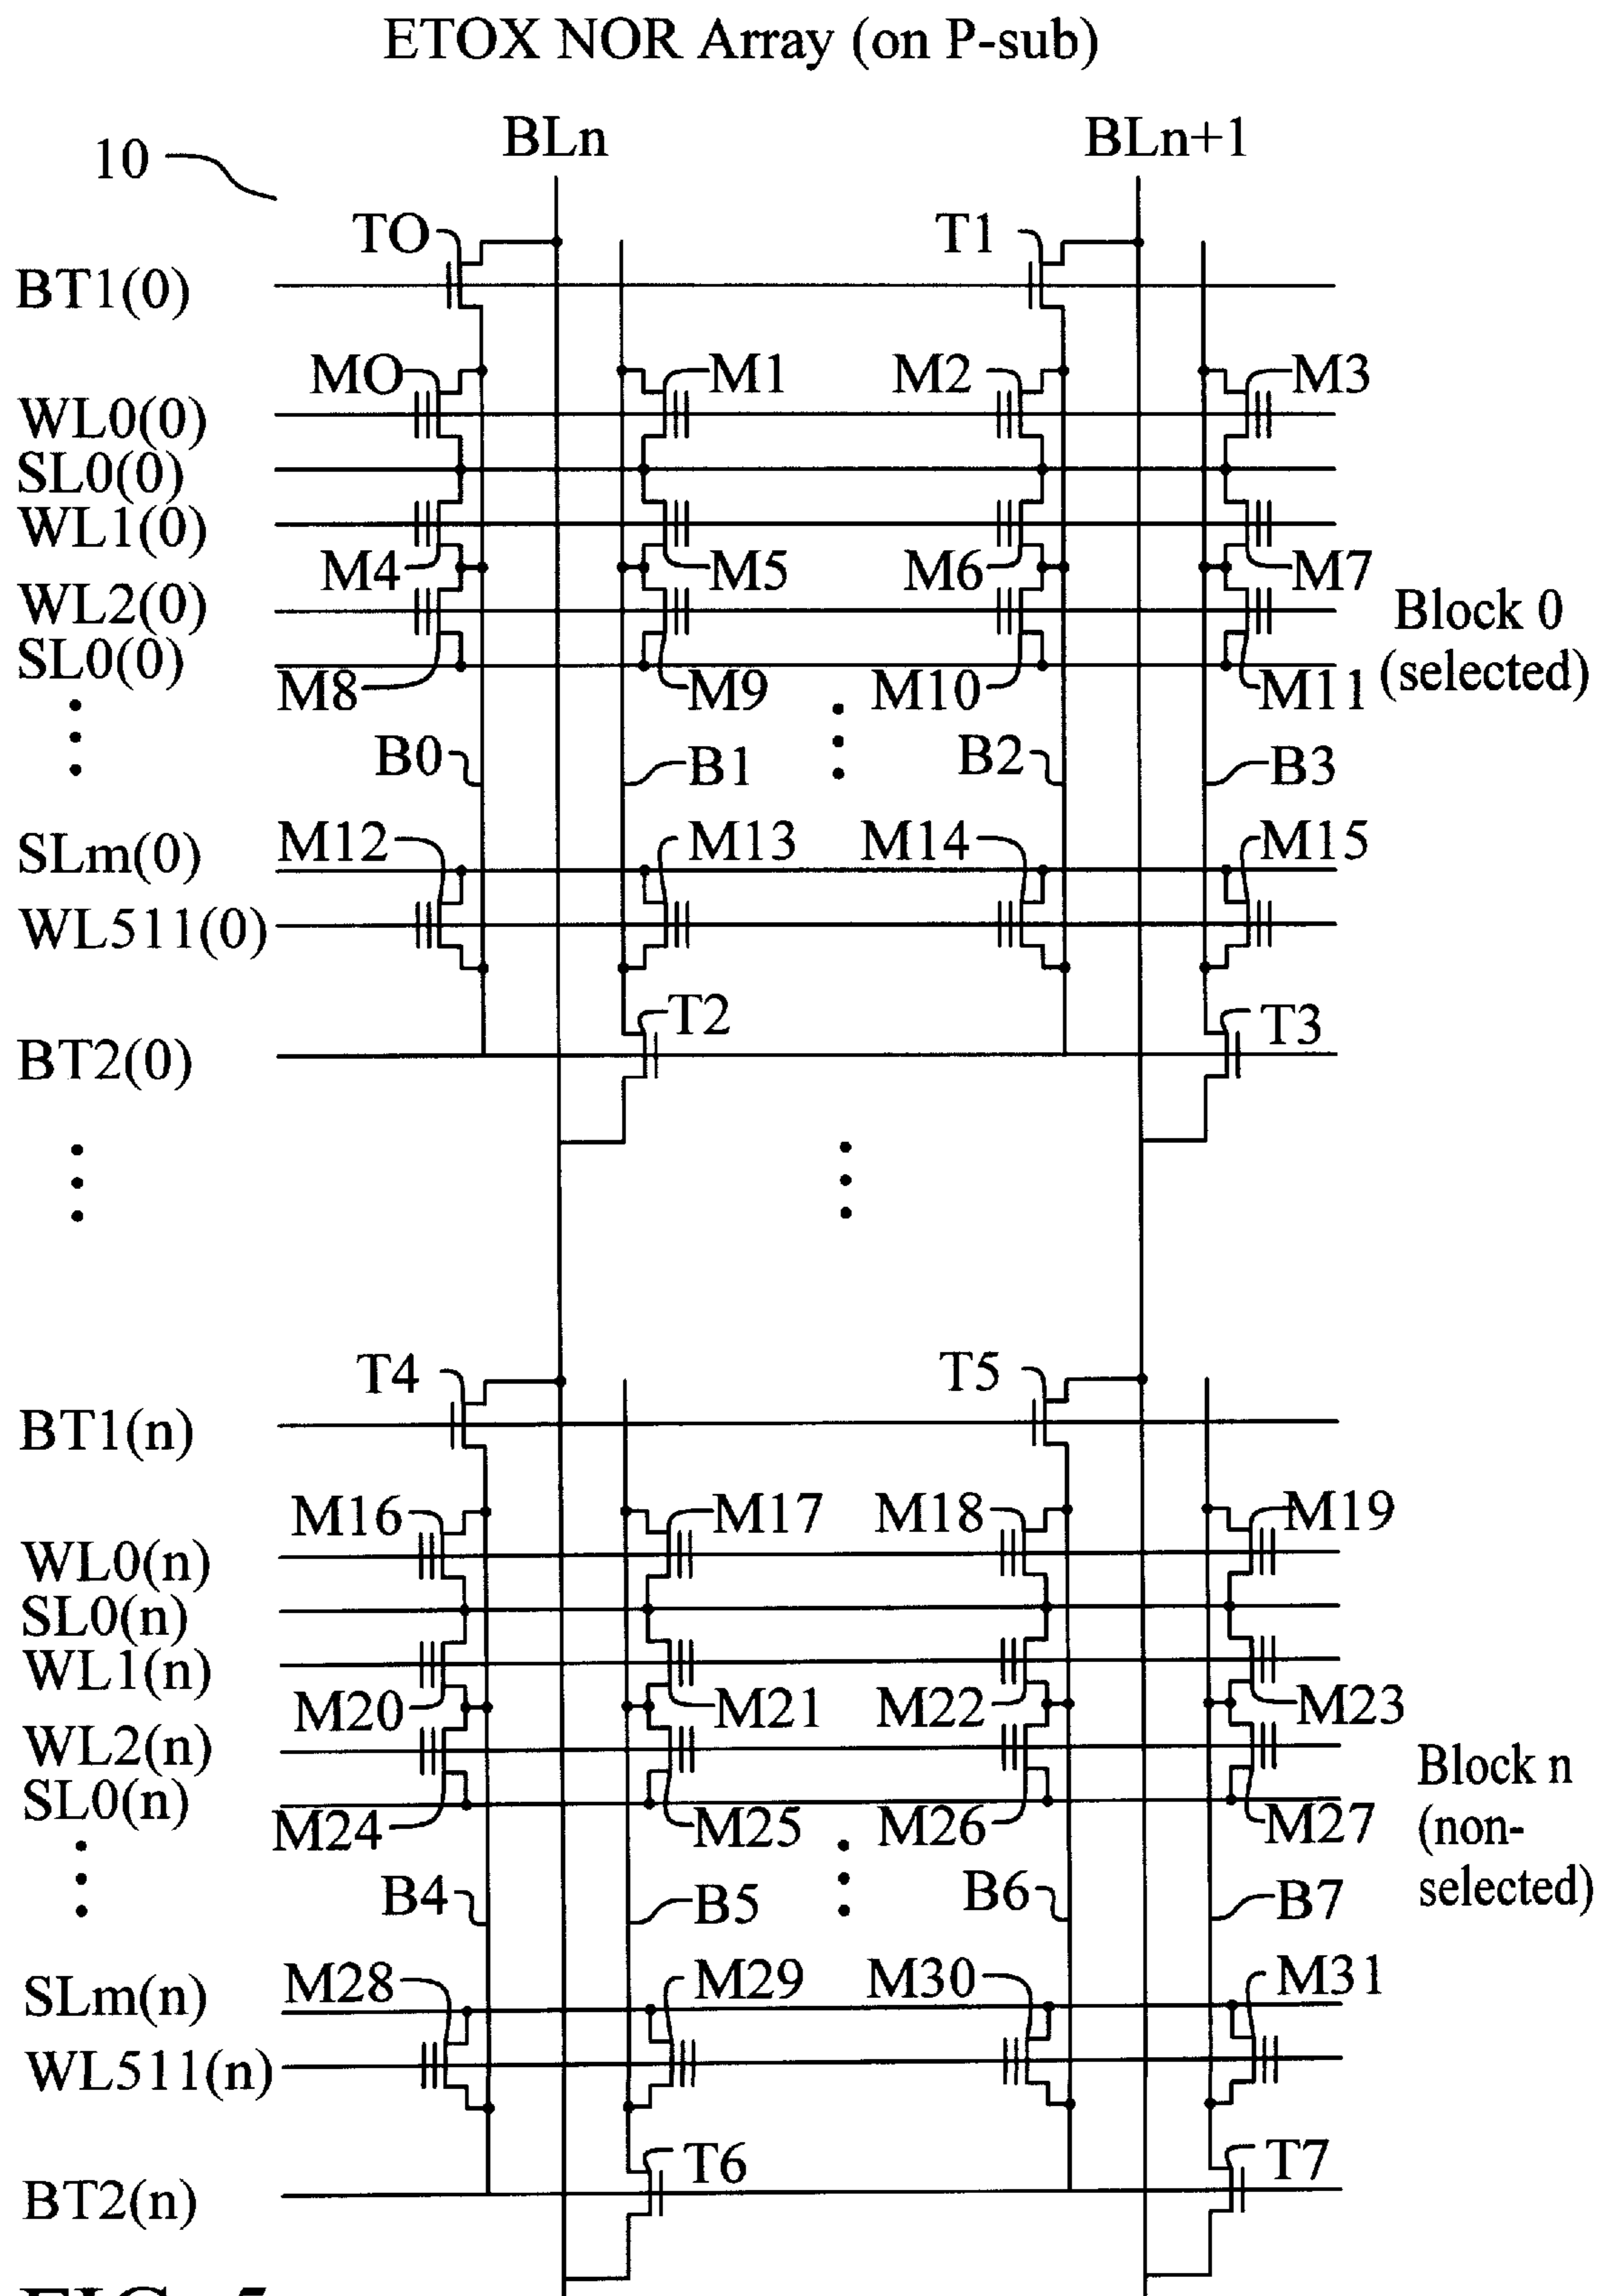 ETOX NOR Array (on P-sub)
10
BLn BLn+1
TO T1
BT1(0)
MO M1 M2 M3
WL0(0)
SL0(0)
WL1(0)
M4 M5 M6 M7
WL2(0)
Block 0
SL0(0)
(selected)
M8 M9 M10 M11
B0 B1 B2 B3
SLm(0) M12 M13 M14 M15
WL511(0)
T2 T3
BT2(0)
T4 T5
BT1(n)
M16 M17 M18 M19
WL0(n)
SL0(n)
WL1(n)
M20 M21 M22 M23
WL2(n)
Block n
SL0(n)
(non-
M24 M25 M26 M27
selected)
B4 B5 B6 B7
SLm(n) M28 M29 M30 M31
WL511(n)
T6 T7
BT2(n)